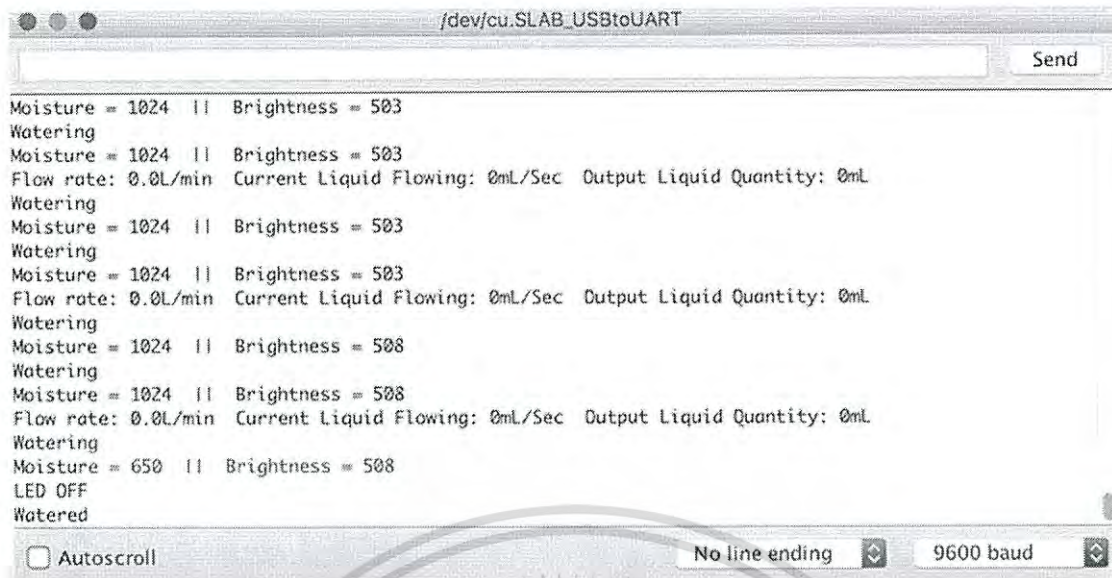 /dev/cu.SLAB_USBtoUART
Send
Moisture = 1024  ||  Brightness = 503
Watering
Moisture = 1024  ||  Brightness = 503
Flow rate: 0.0L/min  Current Liquid Flowing: 0mL/Sec  Output Liquid Quantity: 0mL
Watering
Moisture = 1024  ||  Brightness = 503
Watering
Moisture = 1024  ||  Brightness = 503
Flow rate: 0.0L/min  Current Liquid Flowing: 0mL/Sec  Output Liquid Quantity: 0mL
Watering
Moisture = 1024  ||  Brightness = 508
Watering
Moisture = 1024  ||  Brightness = 508
Flow rate: 0.0L/min  Current Liquid Flowing: 0mL/Sec  Output Liquid Quantity: 0mL
Watering
Moisture = 650  ||  Brightness = 508
LED OFF
Watered
Autoscroll No line ending 9600 baud